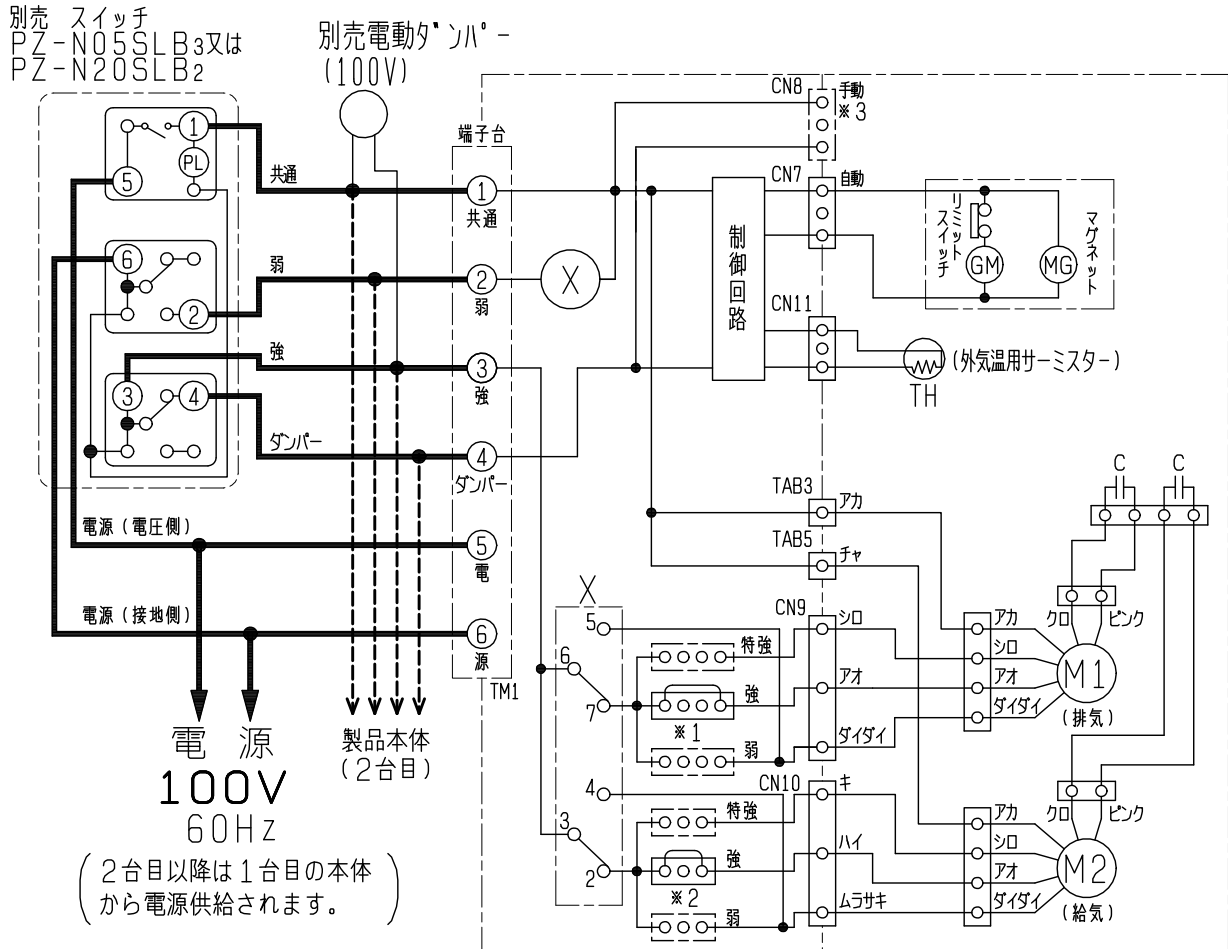 別売 スイッチ
PZ-N05SLB3又は
PZ-N20SLB2
別売電動ダンパー
(100V)
端子台
1
PL
5
6
2
3
4
共通
弱
強
ダンパー
電源(電圧側)
電源(接地側)
1
共通
2
弱
3
強
4
ダンパー
5
電
6
源
TM1
電 源
100V
60Hz
(2台目以降は1台目の本体
から電源供給されます。)
製品本体
(2台目)
X
制御回路
CN8
手動
※3
CN7
自動
CN11
リミット
スイッチ
GM
MG
マグネット
TH
(外気温用サーミスター)
TAB3
アカ
TAB5
チャ
X
5
6
7
4
3
2
特強
強
※1
弱
特強
強
※2
弱
CN9
シロ
アオ
ダイダイ
CN10
キ
ハイ
ムラサキ
C
C
クロ
ピンク
アカ
シロ
アオ
ダイダイ
M1
(排気)
クロ
ピンク
アカ
シロ
アオ
ダイダイ
M2
(給気)